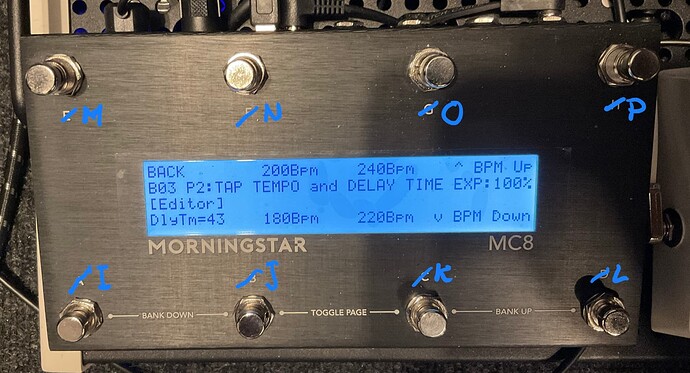 M N O P
BACK 200Bpm 240Bpm ^ BPM Up
B03 P2:TAP TEMPO and DELAY TIME EXP:100%
[Editor]
DlyTm=43 180Bpm 220Bpm v BPM Down
MORNINGSTAR MC8
I J K L
BANK DOWN TOGGLE PAGE BANK UP